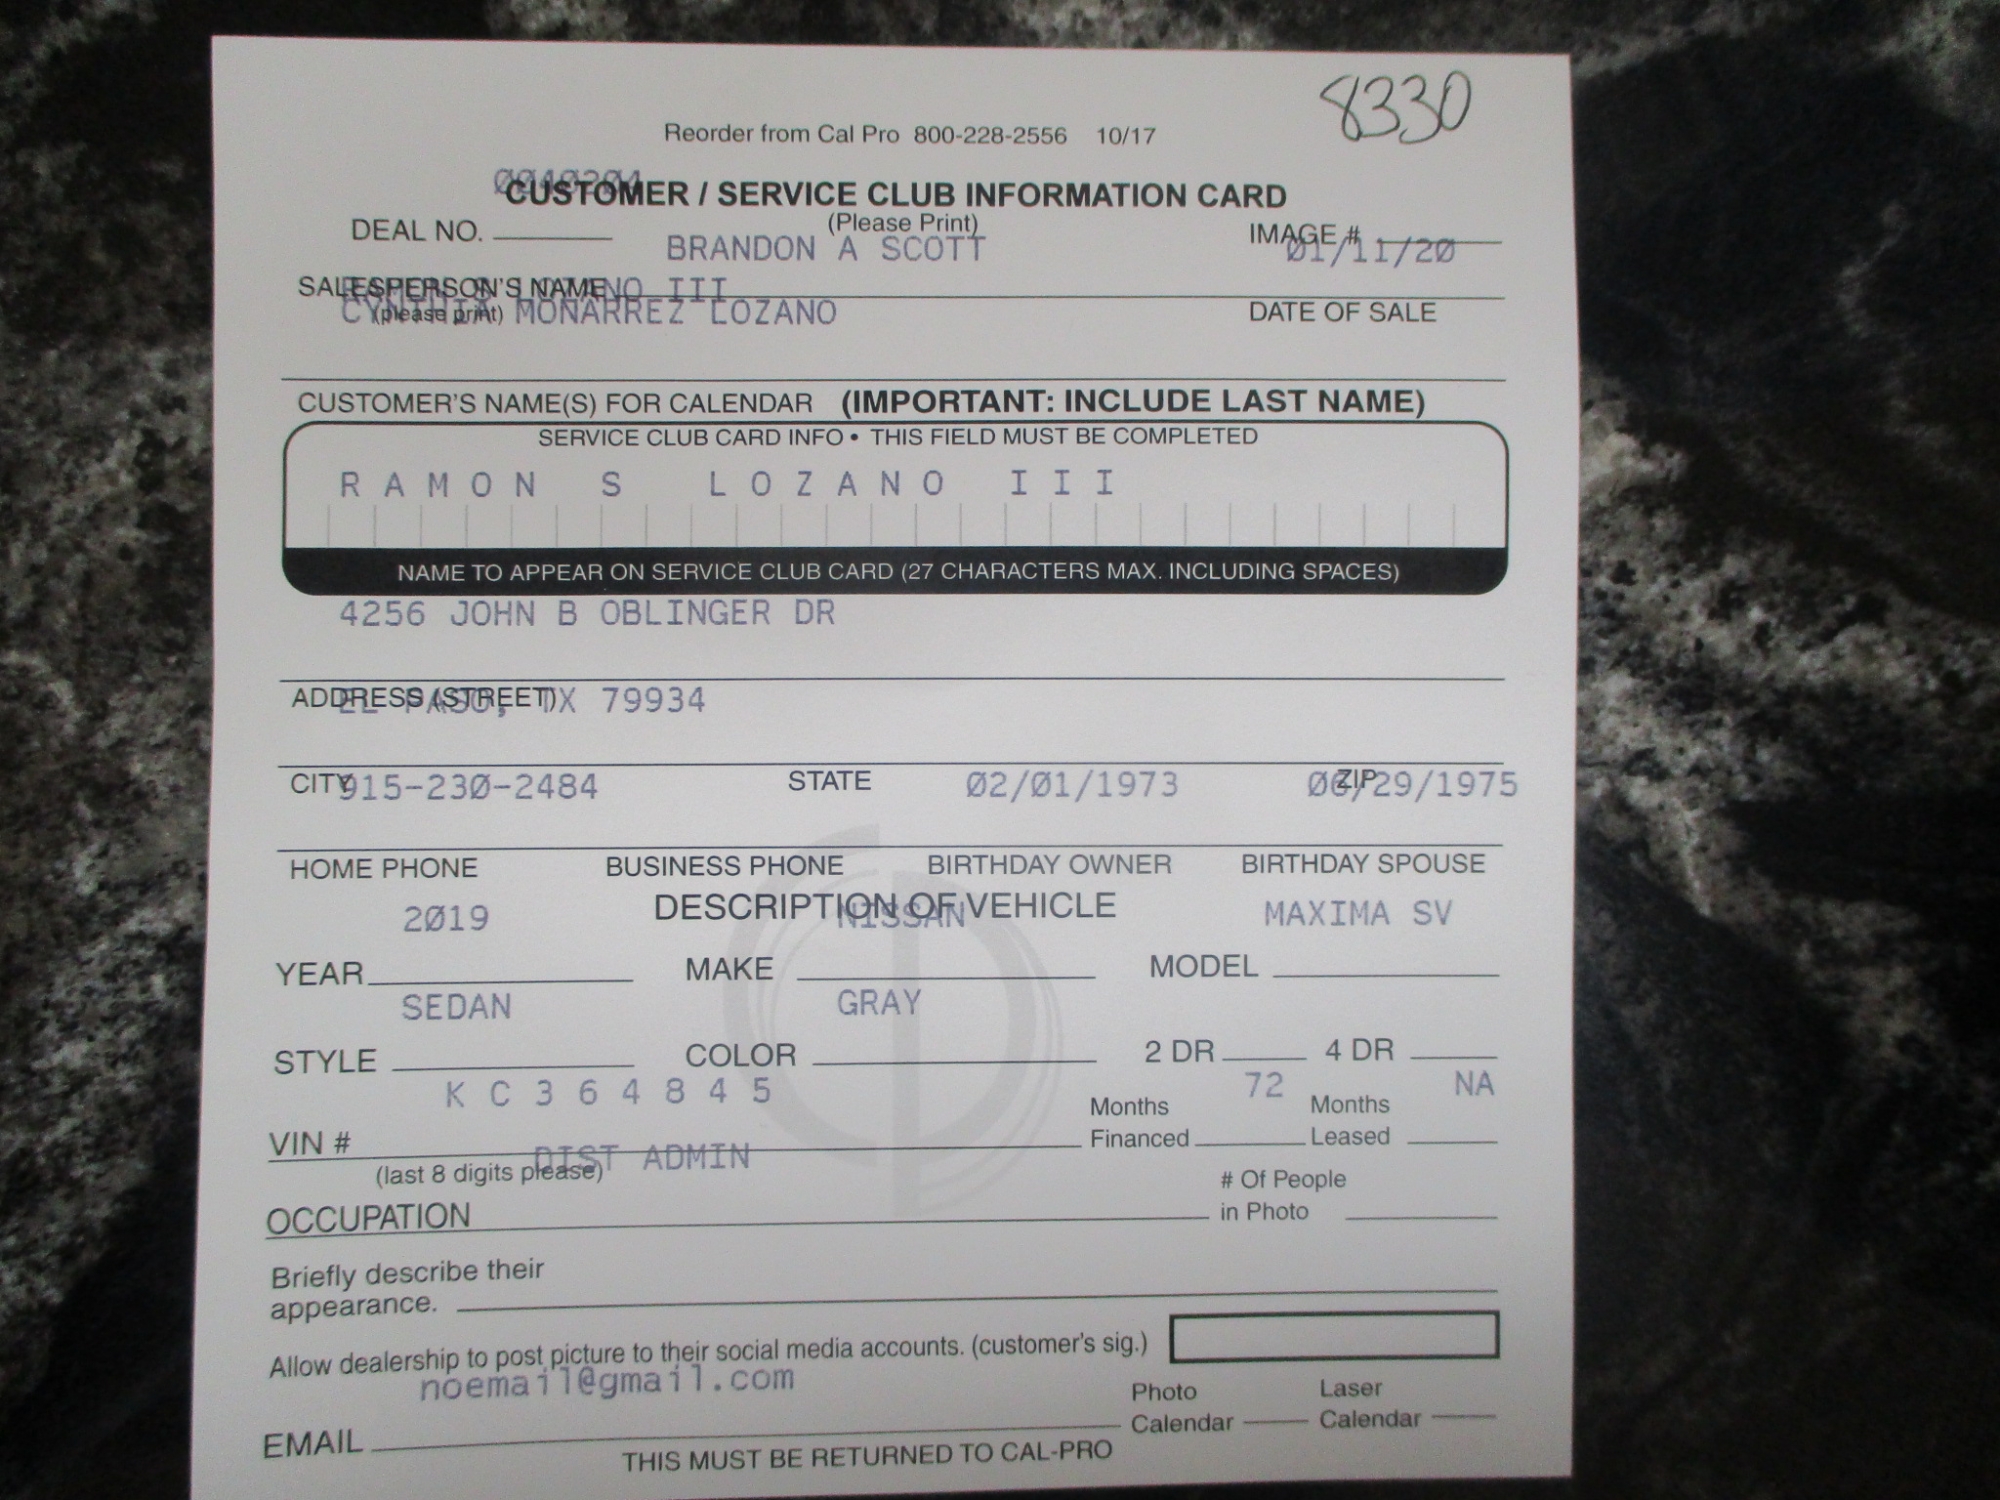 8330
Reorder from Cal Pro 800-228-2556 10/17
CUSTOMER / SERVICE CLUB INFORMATION CARD
(Please Print)
DEAL NO.
BRANDON A SCOTT
IMAGE #
01/11/20
SALESPERSON'S NAME
III
(please print)
MONARREZ LOZANO
DATE OF SALE
CUSTOMER'S NAME(S) FOR CALENDAR (IMPORTANT: INCLUDE LAST NAME)
SERVICE CLUB CARD INFO • THIS FIELD MUST BE COMPLETED
RAMON S LOZANO III
NAME TO APPEAR ON SERVICE CLUB CARD (27 CHARACTERS MAX. INCLUDING SPACES)
4256 JOHN B OBLINGER DR
ADDRESS (STREET)
EL PASO, TX 79934
CITY STATE ZIP
915-230-2484 02/01/1973 06/29/1975
HOME PHONE BUSINESS PHONE BIRTHDAY OWNER BIRTHDAY SPOUSE
DESCRIPTION OF VEHICLE
2019 NISSAN MAXIMA SV
YEAR MAKE MODEL
SEDAN GRAY
STYLE COLOR 2 DR 4 DR
KC364845 72 NA
VIN # Months Financed Months Leased
(last 8 digits please)
DIST ADMIN
OCCUPATION # Of People in Photo
Briefly describe their
appearance.
Allow dealership to post picture to their social media accounts. (customer's sig.)
noemail@gmail.com
EMAIL Photo Calendar Laser Calendar
THIS MUST BE RETURNED TO CAL-PRO